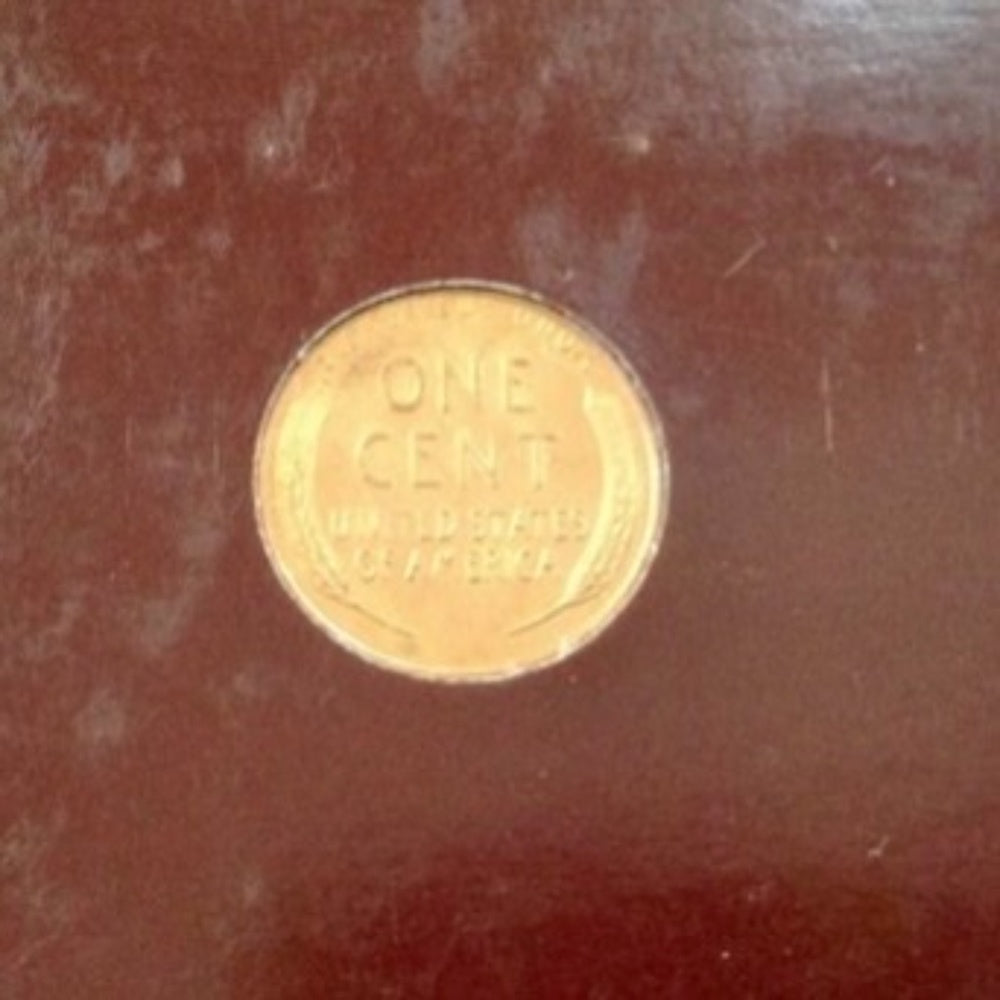 ONE
CENT
UNITED STATES
OF AMERICA